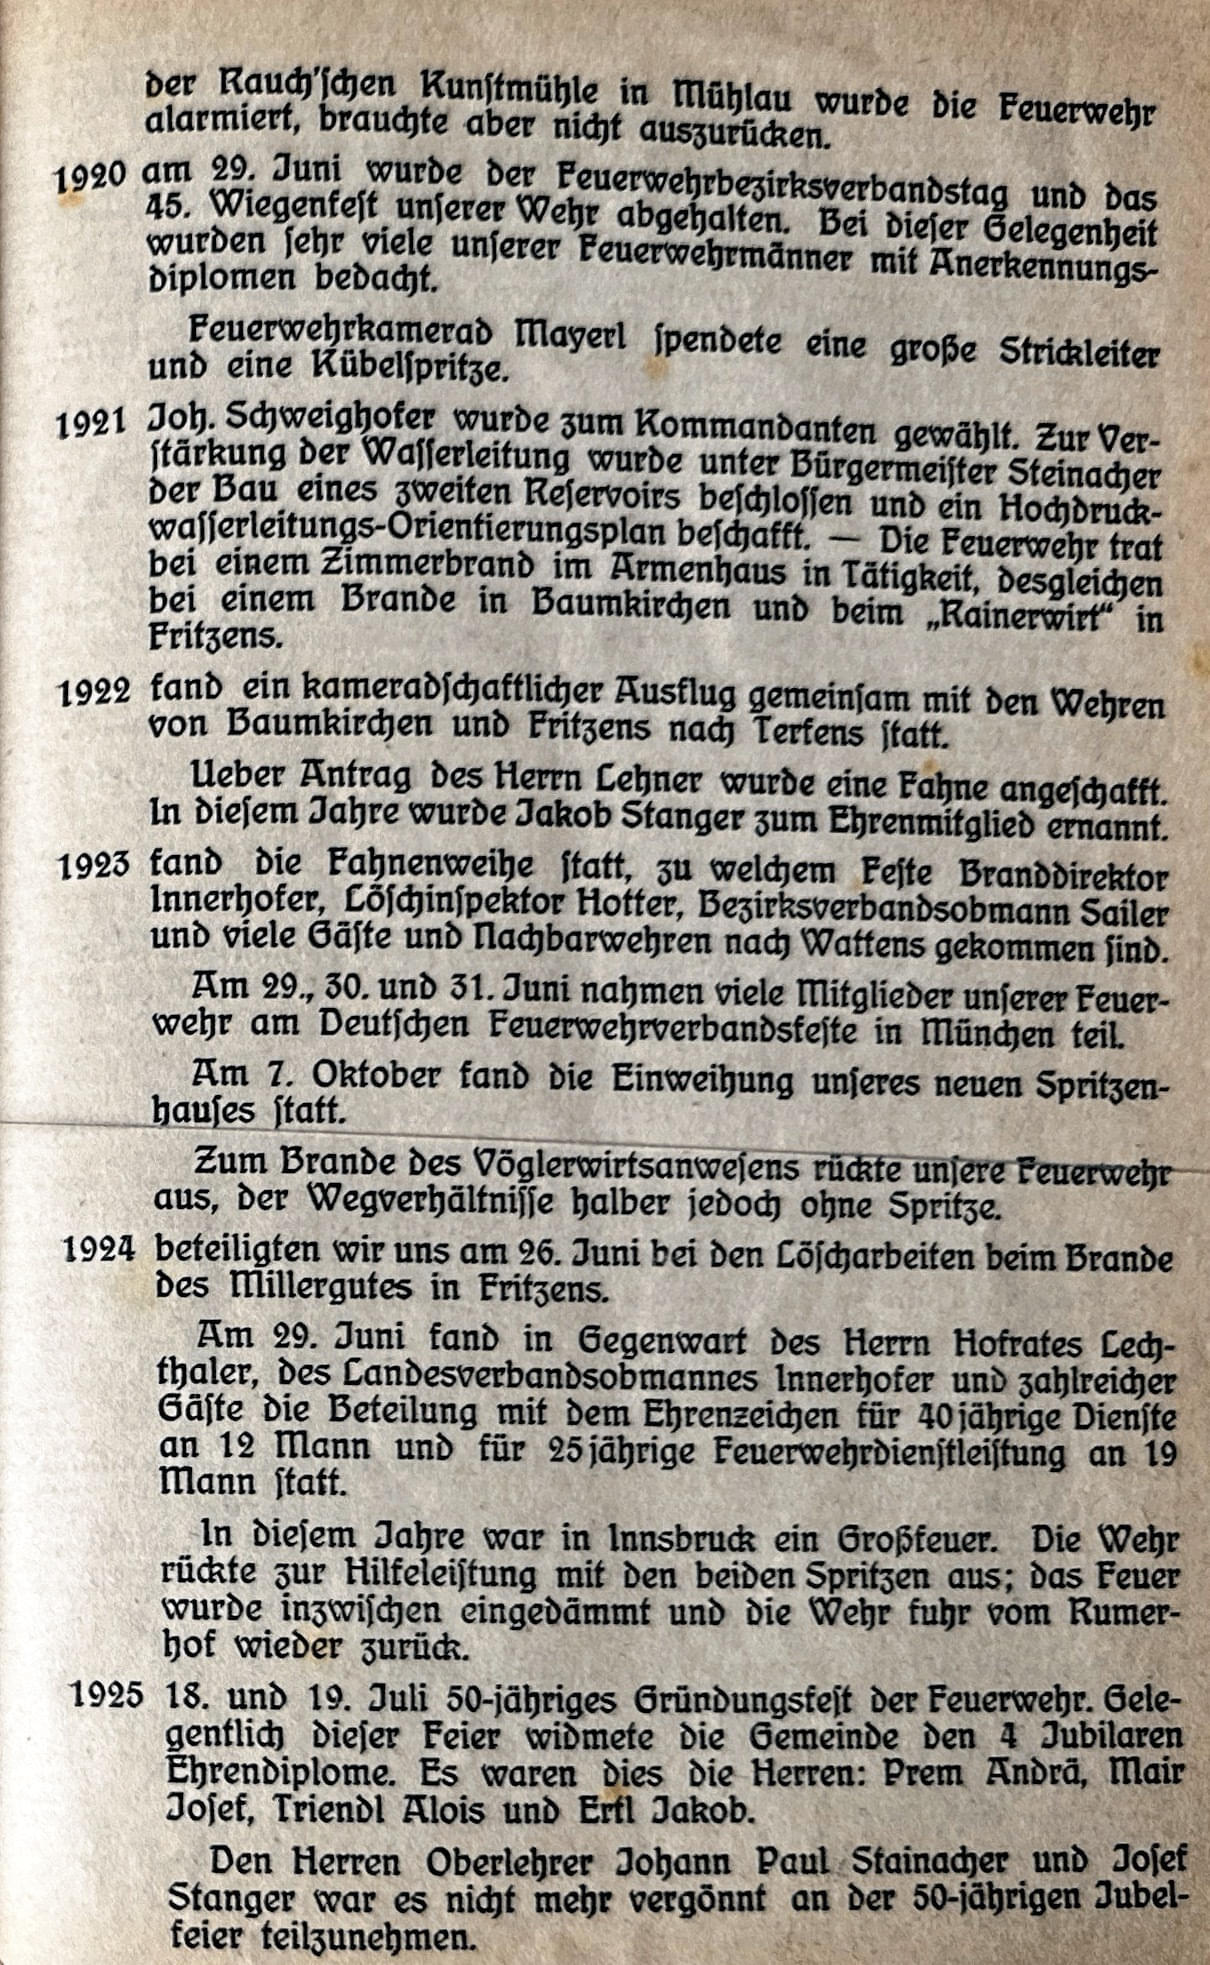 der Rauch'schen Kunstmühle in Mühlau wurde die Feuerwehr
alarmiert, brauchte aber nicht auszurücken.
1920 am 29. Juni wurde der Feuerwehrbezirksverbandstag und das
45. Wiegenfest unserer Wehr abgehalten. Bei dieser Gelegenheit
wurden sehr viele unserer Feuerwehrmänner mit Anerkennungs-
diplomen bedacht.
Feuerwehrkamerad Mayerl spendete eine große Strickleiter
und eine Kübelspritze.
1921 Joh. Schweighofer wurde zum Kommandanten gewählt. Zur Ver-
stärkung der Wasserleitung wurde unter Bürgermeister Steinacher
der Bau eines zweiten Reservoirs beschlossen und ein Hochdruck-
wasserleitungs-Orientierungsplan beschafft. — Die Feuerwehr trat
bei einem Zimmerbrand im Armenhaus in Tätigkeit, desgleichen
bei einem Brande in Baumkirchen und beim „Rainerwirt“ in
Fritzens.
1922 fand ein kameradschaftlicher Ausflug gemeinsam mit den Wehren
von Baumkirchen und Fritzens nach Terfens statt.
Ueber Antrag des Herrn Lehner wurde eine Fahne angeschafft.
In diesem Jahre wurde Jakob Stanger zum Ehrenmitglied ernannt.
1923 fand die Fahnenweihe statt, zu welchem Feste Branddirektor
Innerhofer, Löschinspektor Hotter, Bezirksverbandsobmann Sailer
und viele Gäste und Nachbarwehren nach Wattens gekommen sind.
Am 29., 30. und 31. Juni nahmen viele Mitglieder unserer Feuer-
wehr am Deutschen Feuerwehrverbandsfeste in München teil.
Am 7. Oktober fand die Einweihung unseres neuen Spritzen-
hauses statt.
Zum Brande des Vöglerwirtsanwesens rückte unsere Feuerwehr
aus, der Wegverhältnisse halber jedoch ohne Spritze.
1924 beteiligten wir uns am 26. Juni bei den Löscharbeiten beim Brande
des Millergutes in Fritzens.
Am 29. Juni fand in Gegenwart des Herrn Hofrates Lech-
thaler, des Landesverbandsobmannes Innerhofer und zahlreicher
Gäste die Beteilung mit dem Ehrenzeichen für 40jährige Dienste
an 12 Mann und für 25jährige Feuerwehrdienstleistung an 19
Mann statt.
In diesem Jahre war in Innsbruck ein Großfeuer. Die Wehr
rückte zur Hilfeleistung mit den beiden Spritzen aus; das Feuer
wurde inzwischen eingedämmt und die Wehr fuhr vom Rumer-
hof wieder zurück.
1925 18. und 19. Juli 50-jähriges Gründungsfest der Feuerwehr. Gele-
gentlich dieser Feier widmete die Gemeinde den 4 Jubilaren
Ehrendiplome. Es waren dies die Herren: Prem Andrä, Mair
Josef, Triendl Alois und Ertl Jakob.
Den Herren Oberlehrer Johann Paul Stainacher und Josef
Stanger war es nicht mehr vergönnt an der 50-jährigen Jubel-
feier teilzunehmen.